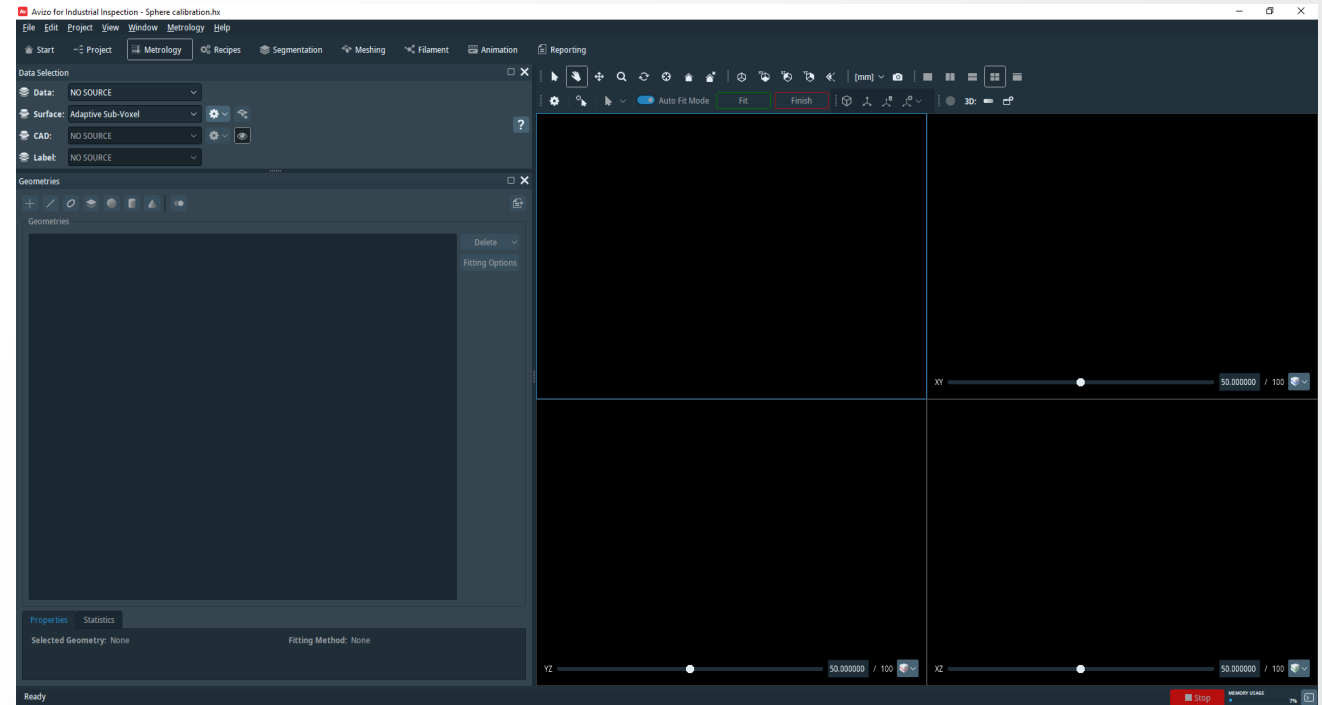 Av Avizo for Industrial Inspection - Sphere calibration.hx
File Edit Project View Window Metrology Help
Start Project Metrology Recipes Segmentation Meshing Filament Animation Reporting
Data Selection
Data: NO SOURCE
Surface: Adaptive Sub-Voxel
CAD: NO SOURCE
Label: NO SOURCE
?
Geometries
Geometries
Delete
Fitting Options
Properties Statistics
Selected Geometry: None Fitting Method: None
[mm]
Auto Fit Mode Fit Finish 3D:
XY 50.000000 / 100
YZ 50.000000 / 100
XZ 50.000000 / 100
Ready
Stop MEMORY USAGE 7%